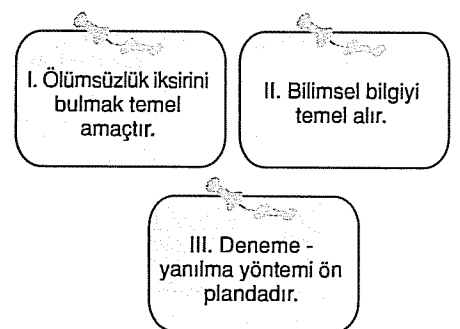 I. Ölümsüzlük iksirini
bulmak temel
amaçtır.
II. Bilimsel bilgiyi
temel alır.
III. Deneme -
yanılma yöntemi ön
plandadır.